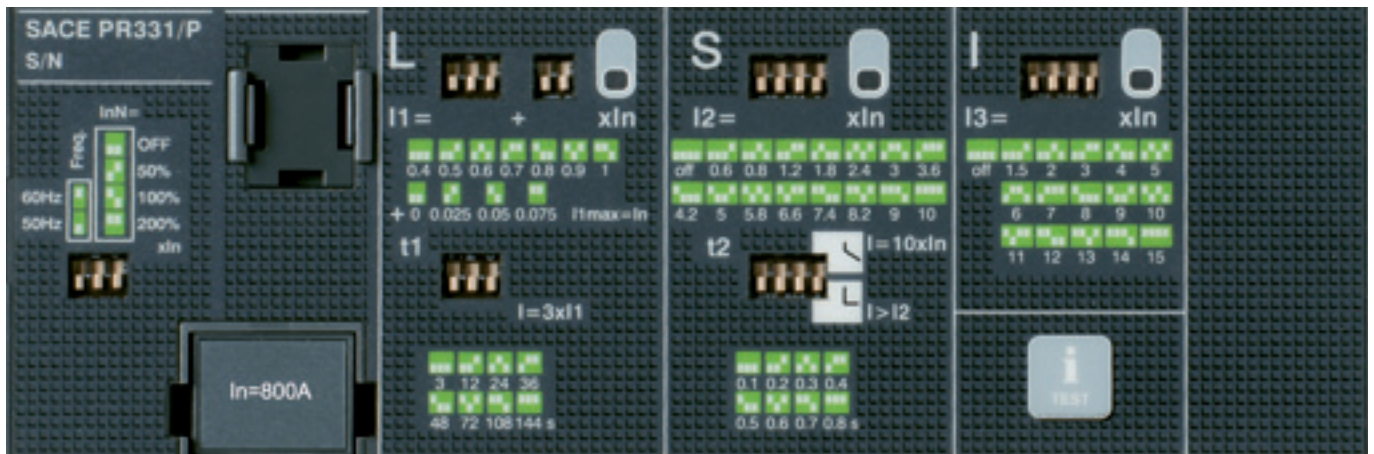 SACE PR331/P
S/N
InN=
Freq.
OFF
50%
60Hz 100%
50Hz 200%
xIn
In=800A
L
I1= + xIn
0.4 0.5 0.6 0.7 0.8 0.9 1
+ 0 0.025 0.05 0.075 I1max=In
t1
I=3xI1
3 12 24 36
48 72 108 144 s
S
I2= xIn
off 0.6 0.8 1.2 1.8 2.4 3 3.6
4.2 5 5.8 6.6 7.4 8.2 9 10
t2 I=10xIn
I>I2
0.1 0.2 0.3 0.4
0.5 0.6 0.7 0.8 s
I
I3= xIn
off 1.5 2 3 4 5
6 7 8 9 10
11 12 13 14 15
i
TEST